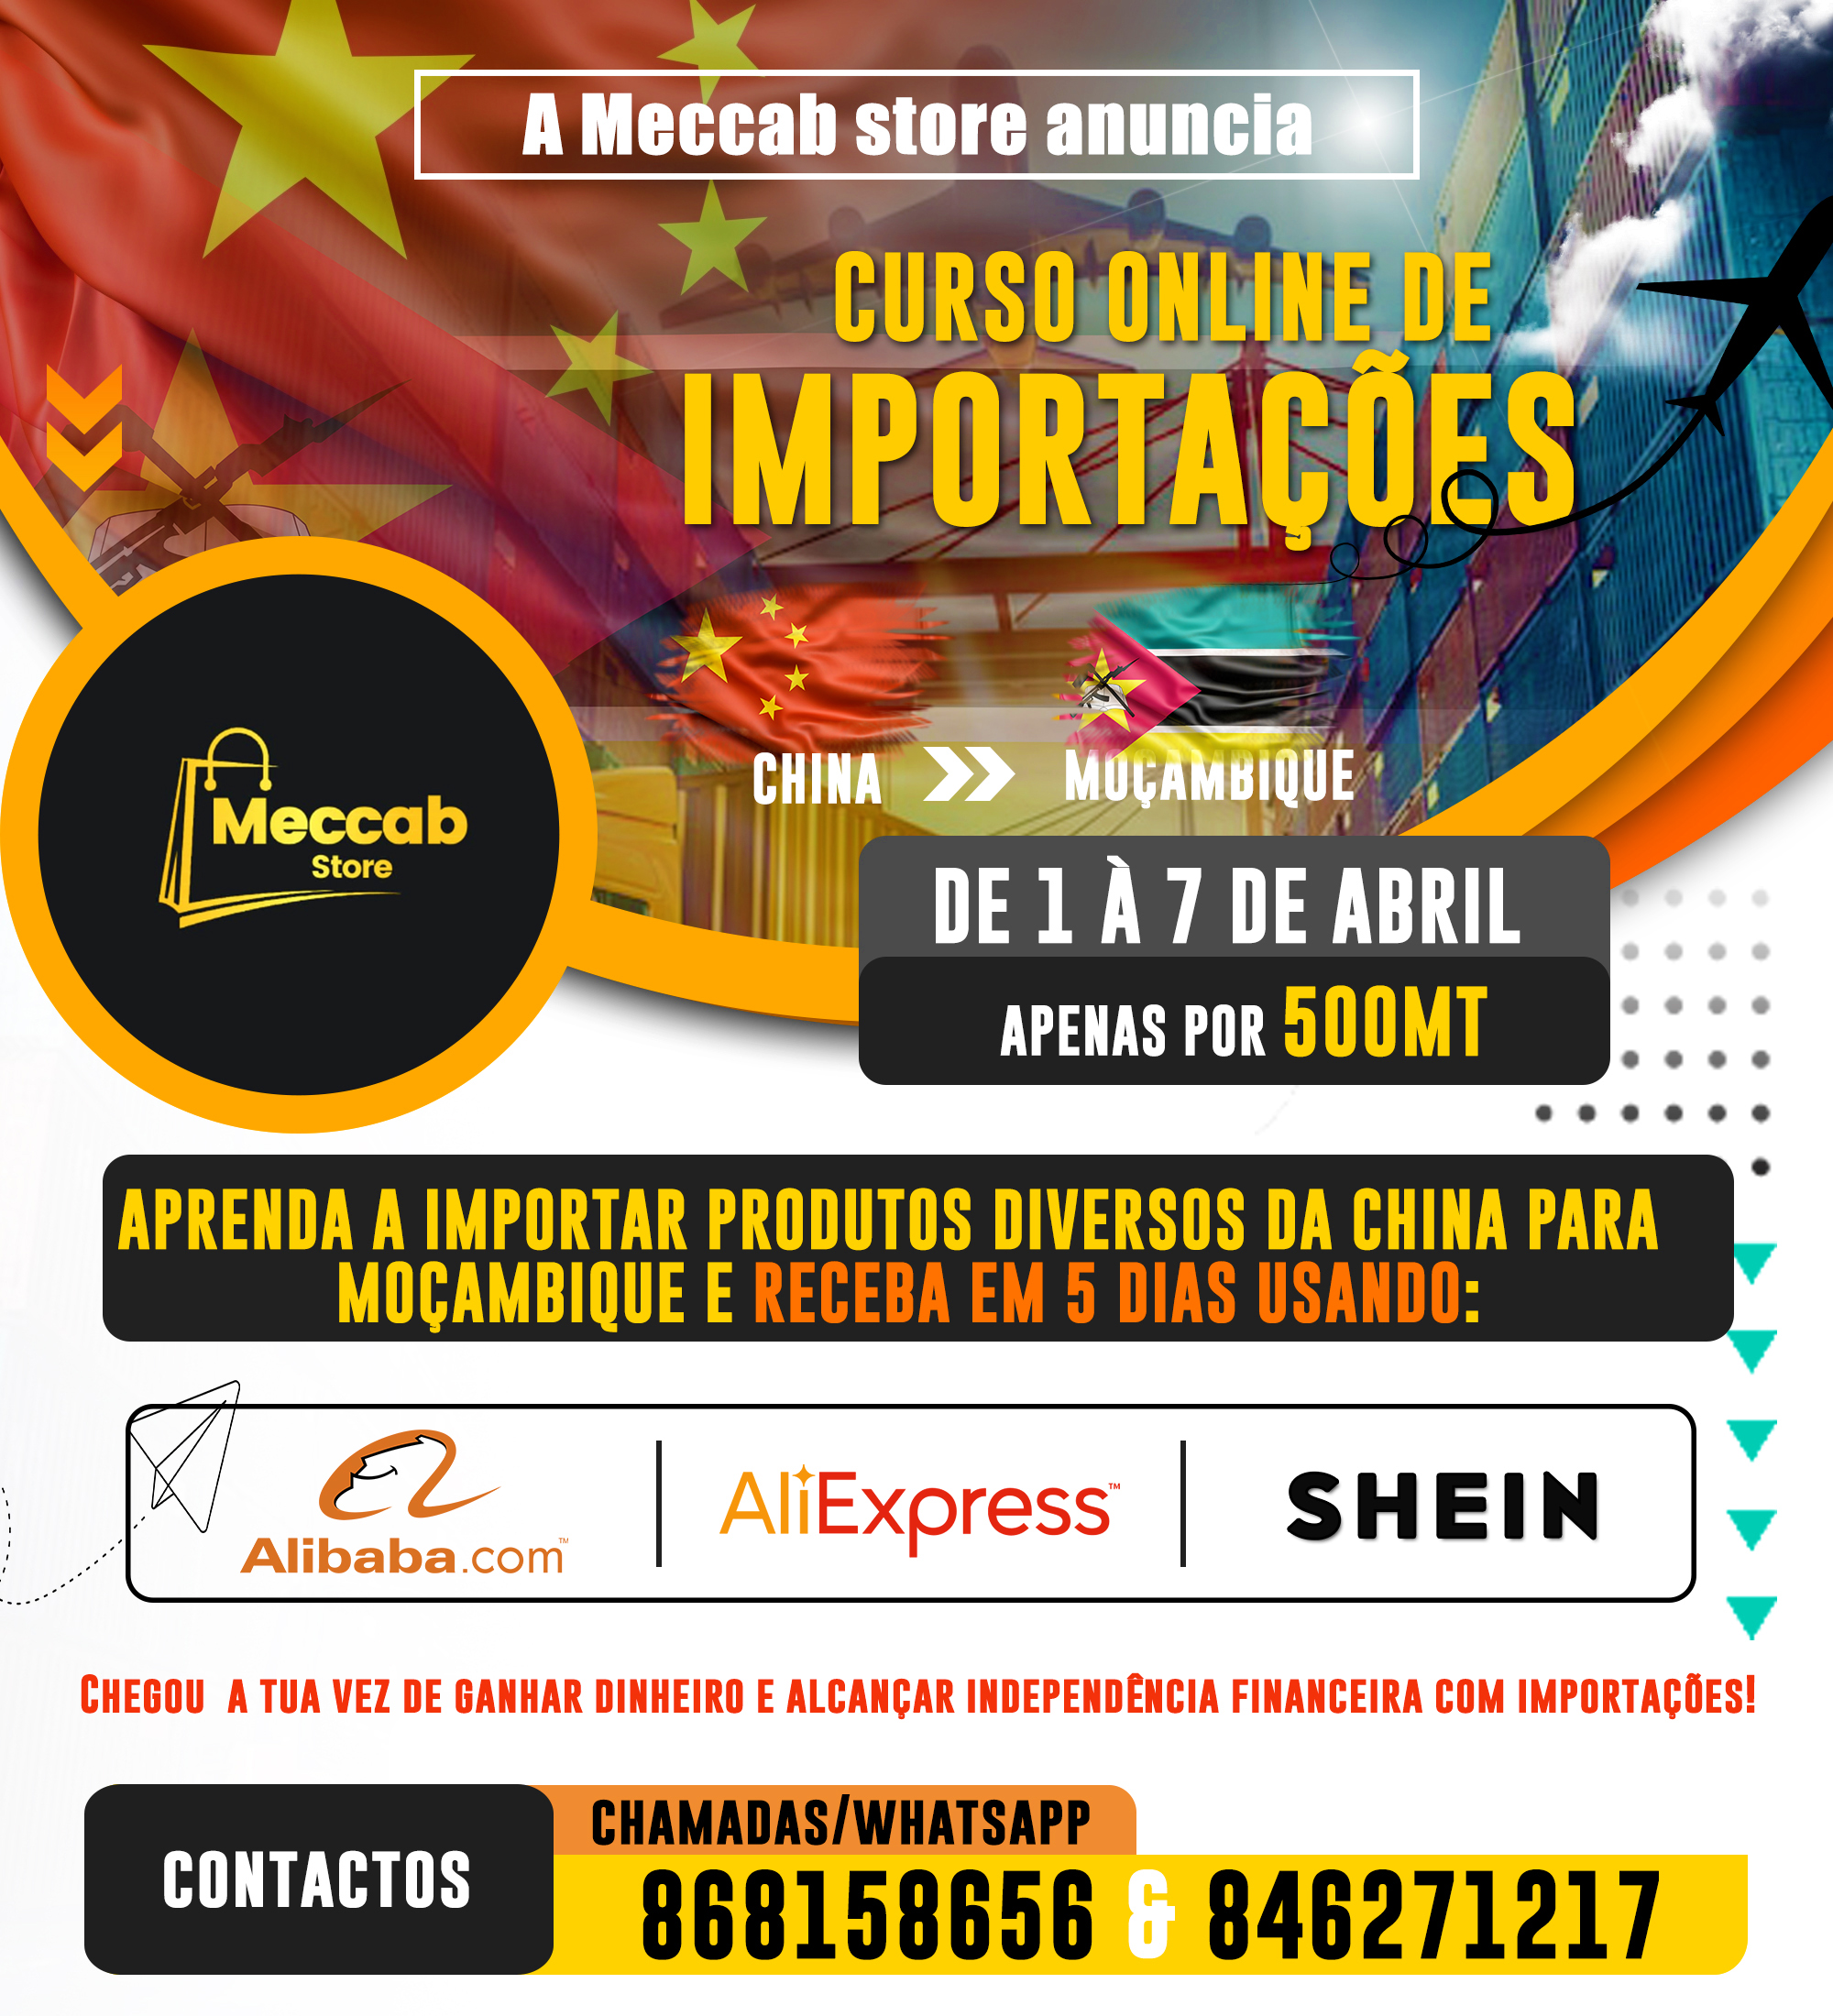 A Meccab store anuncia
CURSO ONLINE DE
IMPORTAÇÕES
CHINA
MOÇAMBIQUE
Meccab
Store
DE 1 À 7 DE ABRIL
APENAS POR 500MT
APRENDA A IMPORTAR PRODUTOS DIVERSOS DA CHINA PARA
MOÇAMBIQUE E RECEBA EM 5 DIAS USANDO:
Alibaba.com™
AliExpress™
SHEIN
CHEGOU A TUA VEZ DE GANHAR DINHEIRO E ALCANÇAR INDEPENDÊNCIA FINANCEIRA COM IMPORTAÇÕES!
CONTACTOS
CHAMADAS/WHATSAPP
868158656 & 846271217